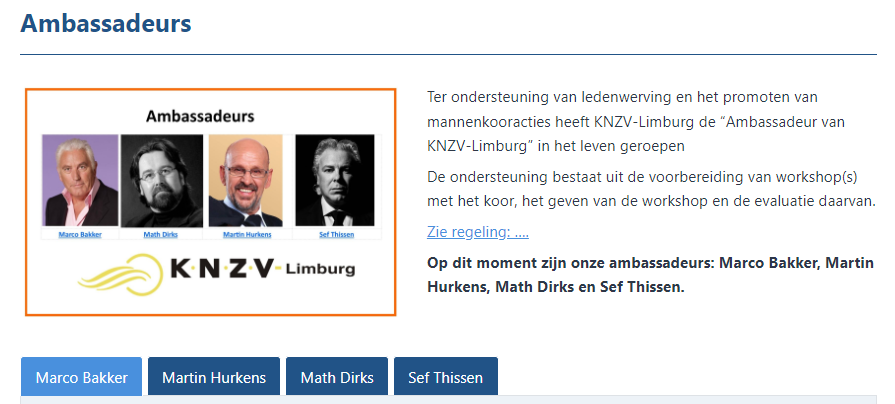 Ambassadeurs
Ambassadeurs
Marco Bakker Math Dirks Martin Hurkens Sef Thissen
K·N·Z·V-Limburg
Ter ondersteuning van ledenwerving en het promoten van
mannenkooracties heeft KNZV-Limburg de “Ambassadeur van
KNZV-Limburg” in het leven geroepen
De ondersteuning bestaat uit de voorbereiding van workshop(s)
met het koor, het geven van de workshop en de evaluatie daarvan.
Zie regeling: ....
Op dit moment zijn onze ambassadeurs: Marco Bakker, Martin
Hurkens, Math Dirks en Sef Thissen.
Marco Bakker Martin Hurkens Math Dirks Sef Thissen